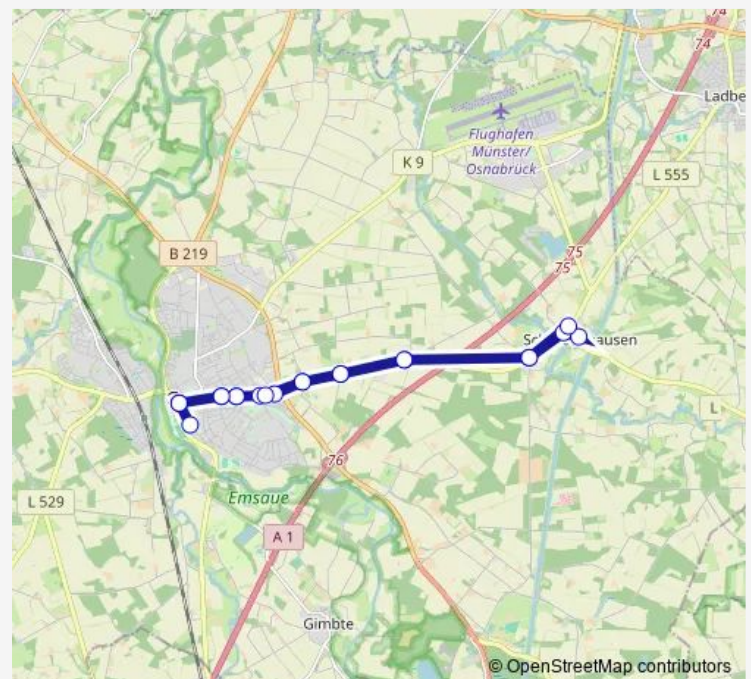 74
74
Ladbe
Flughafen
Münster/
Osnabrück
K 9
L 555
B 219
75
75
Sc
ausen
L
76
L 529
Emsaue
A 1
Gimbte
© OpenStreetMap contributors